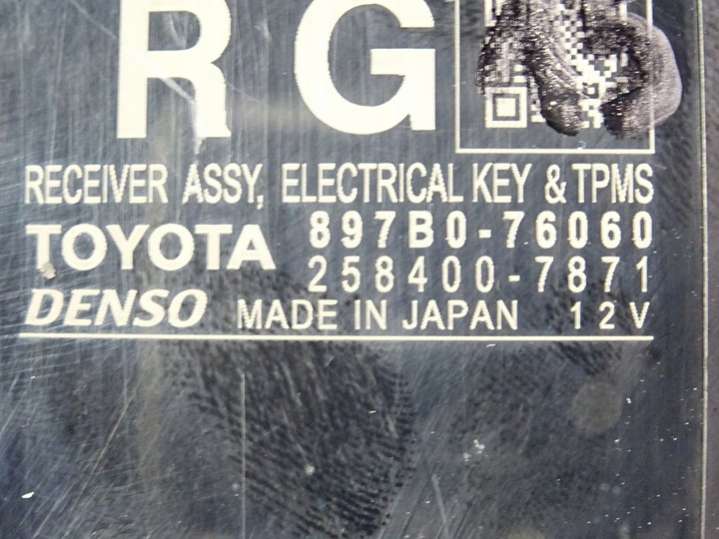 RG
RECEIVER ASSY, ELECTRICAL KEY & TPMS
TOYOTA 897B0-76060
258400-7871
DENSO MADE IN JAPAN 12V